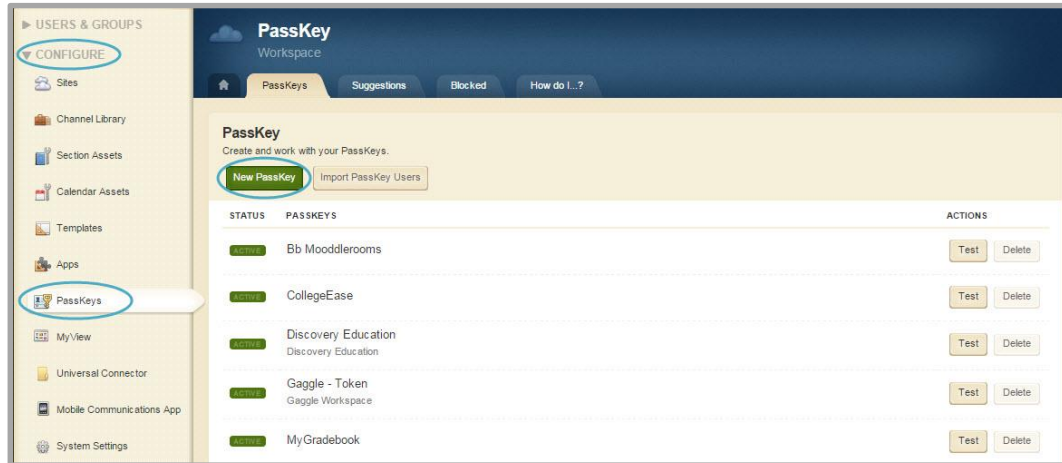 USERS & GROUPS
CONFIGURE
Sites
Channel Library
Section Assets
Calendar Assets
Templates
Apps
PassKeys
MyView
Universal Connector
Mobile Communications App
System Settings
PassKey
Workspace
PassKeys Suggestions Blocked How do I...?
PassKey
Create and work with your PassKeys.
New PassKey Import PassKey Users
STATUS PASSKEYS ACTIONS
ACTIVE Bb Mooddlerooms Test Delete
ACTIVE CollegeEase Test Delete
ACTIVE Discovery Education Test Delete
Discovery Education
ACTIVE Gaggle - Token Test Delete
Gaggle Workspace
ACTIVE MyGradebook Test Delete